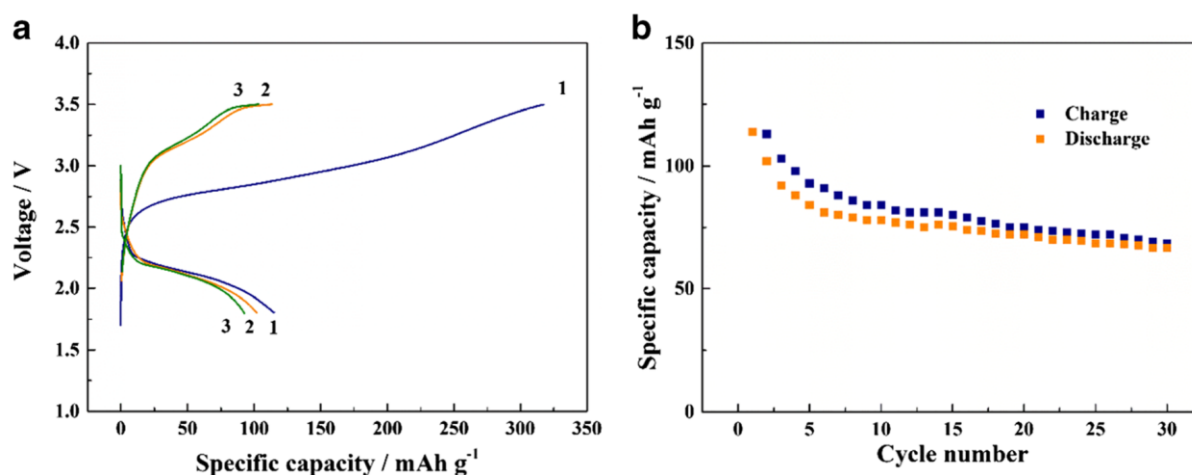 a
4.0
3.5
3.0
2.5
2.0
1.5
1.0
Voltage / V
3 2
1
3 2 1
0 50 100 150 200 250 300 350
Specific capacity / mAh g⁻¹
b
150
100
50
0
Specific capacity / mAh g⁻¹
Charge
Discharge
0 5 10 15 20 25 30
Cycle number